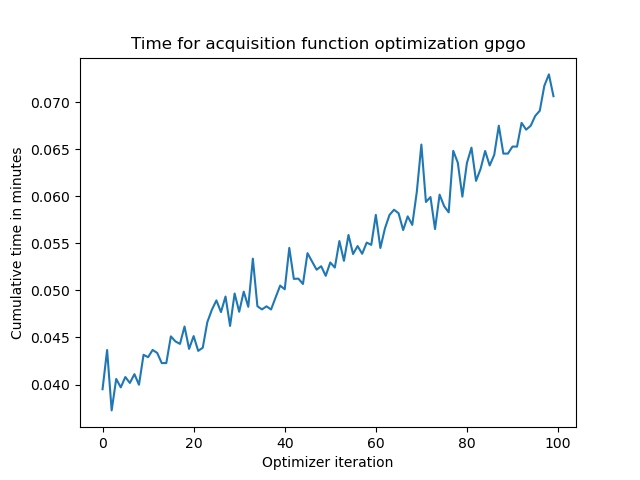 Time for acquisition function optimization gpgo
0.070
0.065
0.060
0.055
0.050
0.045
0.040
Cumulative time in minutes
0 20 40 60 80 100
Optimizer iteration